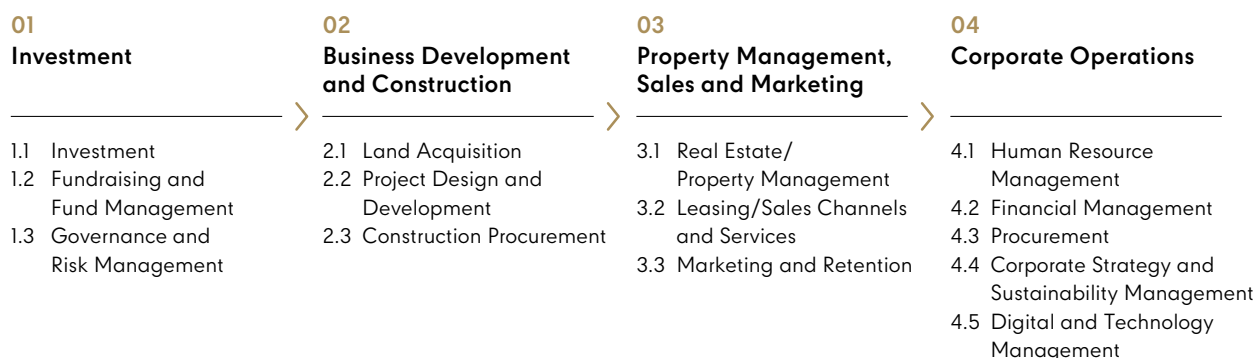 01
Investment
1.1 Investment
1.2 Fundraising and
Fund Management
1.3 Governance and
Risk Management
02
Business Development
and Construction
2.1 Land Acquisition
2.2 Project Design and
Development
2.3 Construction Procurement
03
Property Management,
Sales and Marketing
3.1 Real Estate/
Property Management
3.2 Leasing/Sales Channels
and Services
3.3 Marketing and Retention
04
Corporate Operations
4.1 Human Resource
Management
4.2 Financial Management
4.3 Procurement
4.4 Corporate Strategy and
Sustainability Management
4.5 Digital and Technology
Management